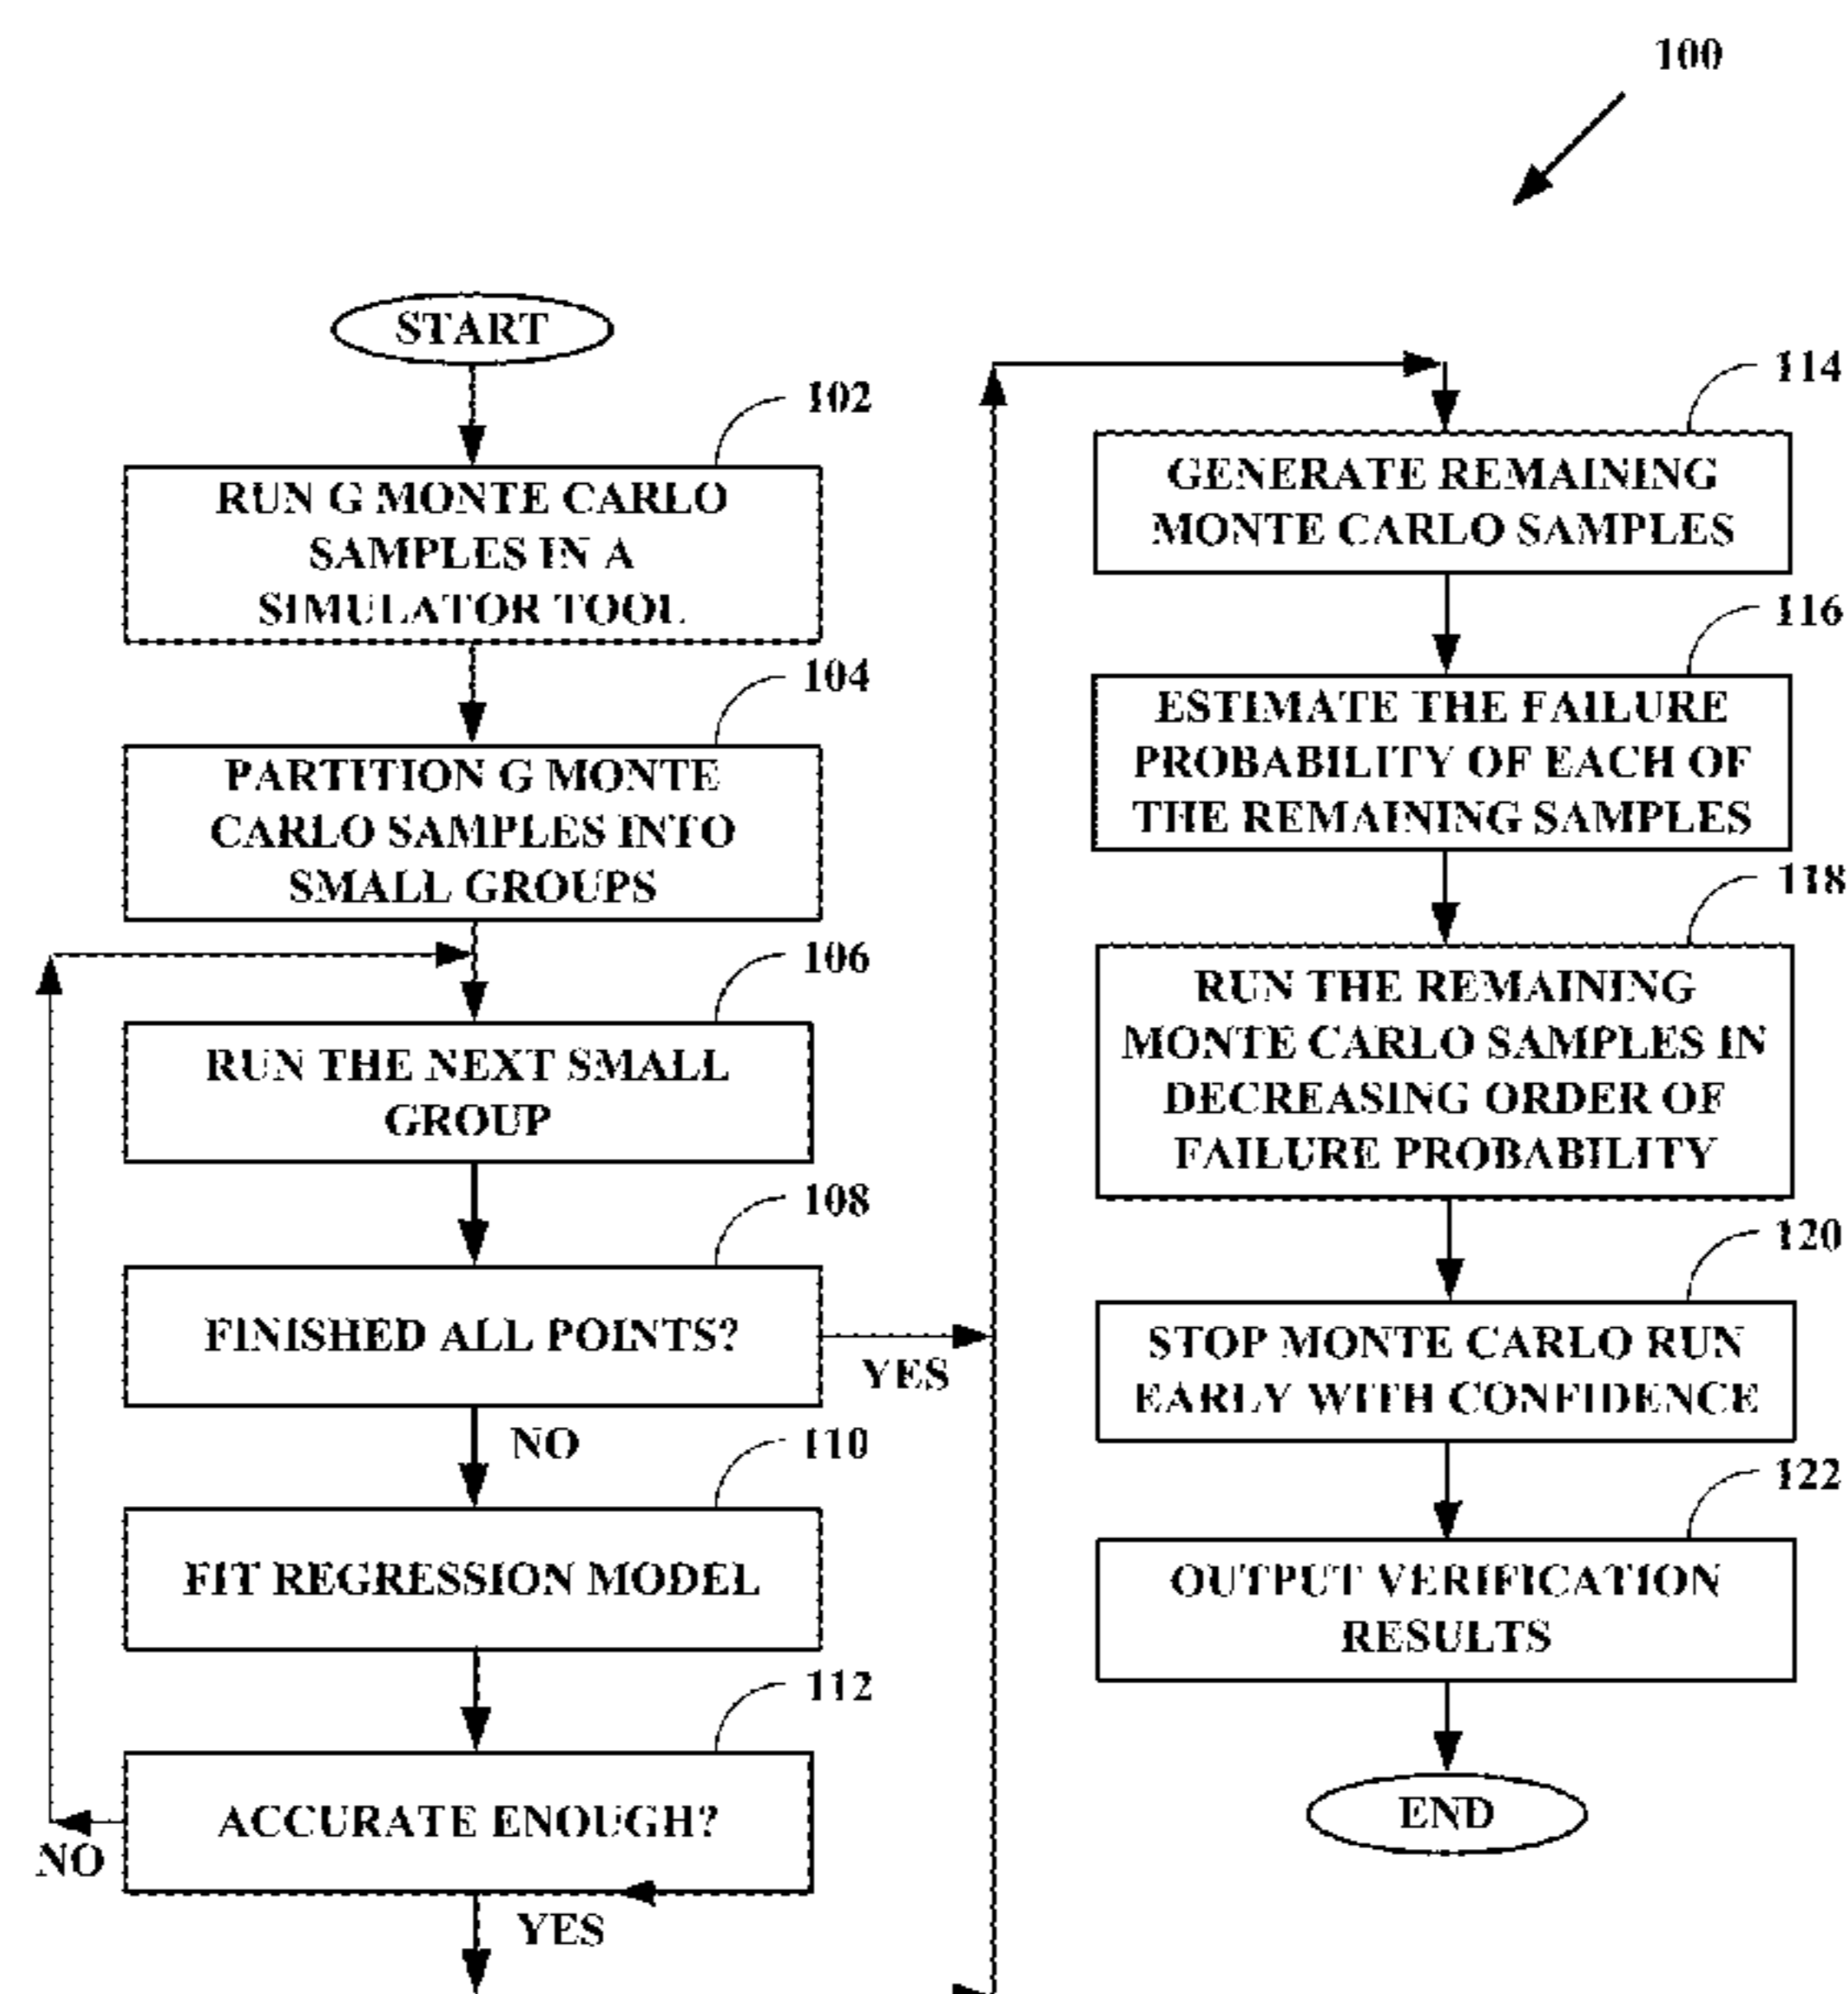 100
START
102
RUN G MONTE CARLO
SAMPLES IN A
SIMULATOR TOOL
104
PARTITION G MONTE
CARLO SAMPLES INTO
SMALL GROUPS
106
RUN THE NEXT SMALL
GROUP
108
FINISHED ALL POINTS?
YES
NO
110
FIT REGRESSION MODEL
112
ACCURATE ENOUGH?
NO
YES
114
GENERATE REMAINING
MONTE CARLO SAMPLES
116
ESTIMATE THE FAILURE
PROBABILITY OF EACH OF
THE REMAINING SAMPLES
118
RUN THE REMAINING
MONTE CARLO SAMPLES IN
DECREASING ORDER OF
FAILURE PROBABILITY
120
STOP MONTE CARLO RUN
EARLY WITH CONFIDENCE
122
OUTPUT VERIFICATION
RESULTS
END